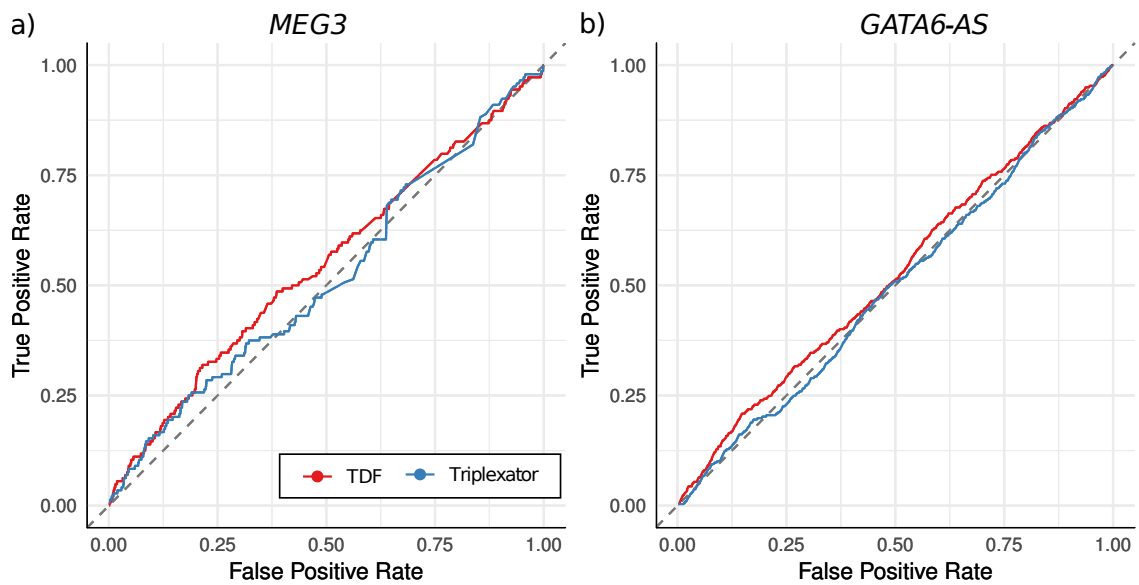 a)
MEG3
True Positive Rate
1.00
0.75
0.50
0.25
0.00
TDF
Triplexator
0.00 0.25 0.50 0.75 1.00
False Positive Rate
b)
GATA6-AS
True Positive Rate
1.00
0.75
0.50
0.25
0.00
0.00 0.25 0.50 0.75 1.00
False Positive Rate